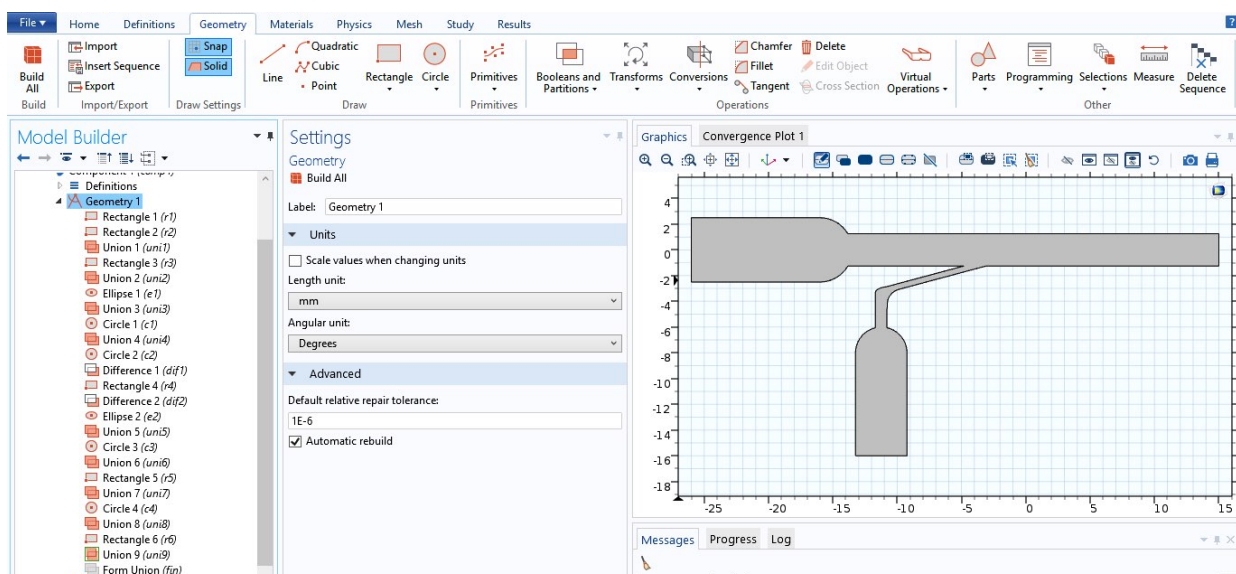 File Home Definitions Geometry Materials Physics Mesh Study Results ?
Import Snap Quadratic Chamfer Delete
Insert Sequence Solid Cubic Fillet Edit Object
Export Point Tangent Cross Section
Build All Line Rectangle Circle Primitives Booleans and Partitions Transforms Conversions Virtual Operations Parts Programming Selections Measure Delete Sequence
Build Import/Export Draw Settings Draw Primitives Operations Other
Model Builder
Component 1 (comp1)
Definitions
Geometry 1
Rectangle 1 (r1)
Rectangle 2 (r2)
Union 1 (uni1)
Rectangle 3 (r3)
Union 2 (uni2)
Ellipse 1 (e1)
Union 3 (uni3)
Circle 1 (c1)
Union 4 (uni4)
Circle 2 (c2)
Difference 1 (dif1)
Rectangle 4 (r4)
Difference 2 (dif2)
Ellipse 2 (e2)
Union 5 (uni5)
Circle 3 (c3)
Union 6 (uni6)
Rectangle 5 (r5)
Union 7 (uni7)
Circle 4 (c4)
Union 8 (uni8)
Rectangle 6 (r6)
Union 9 (uni9)
Form Union (fin)
Settings
Geometry
Build All
Label: Geometry 1
Units
Scale values when changing units
Length unit:
mm
Angular unit:
Degrees
Advanced
Default relative repair tolerance:
1E-6
Automatic rebuild
Graphics Convergence Plot 1
4
2
0
-2
-4
-6
-8
-10
-12
-14
-16
-18
-25 -20 -15 -10 -5 0 5 10 15
Messages Progress Log